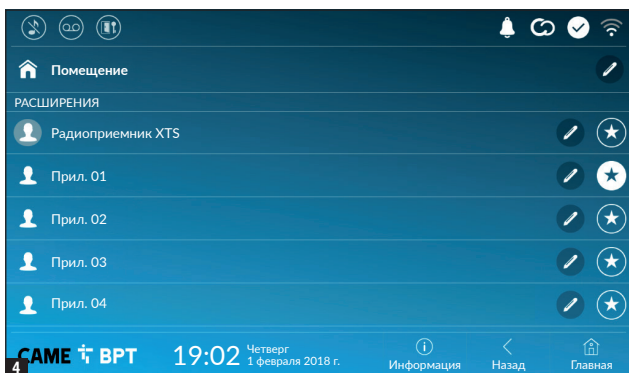 Помещение
РАСШИРЕНИЯ
Радиоприемник XTS
Прил. 01
Прил. 02
Прил. 03
Прил. 04
CAME BPT 19:02 Четверг
1 февраля 2018 г.
Информация Назад Главная
4